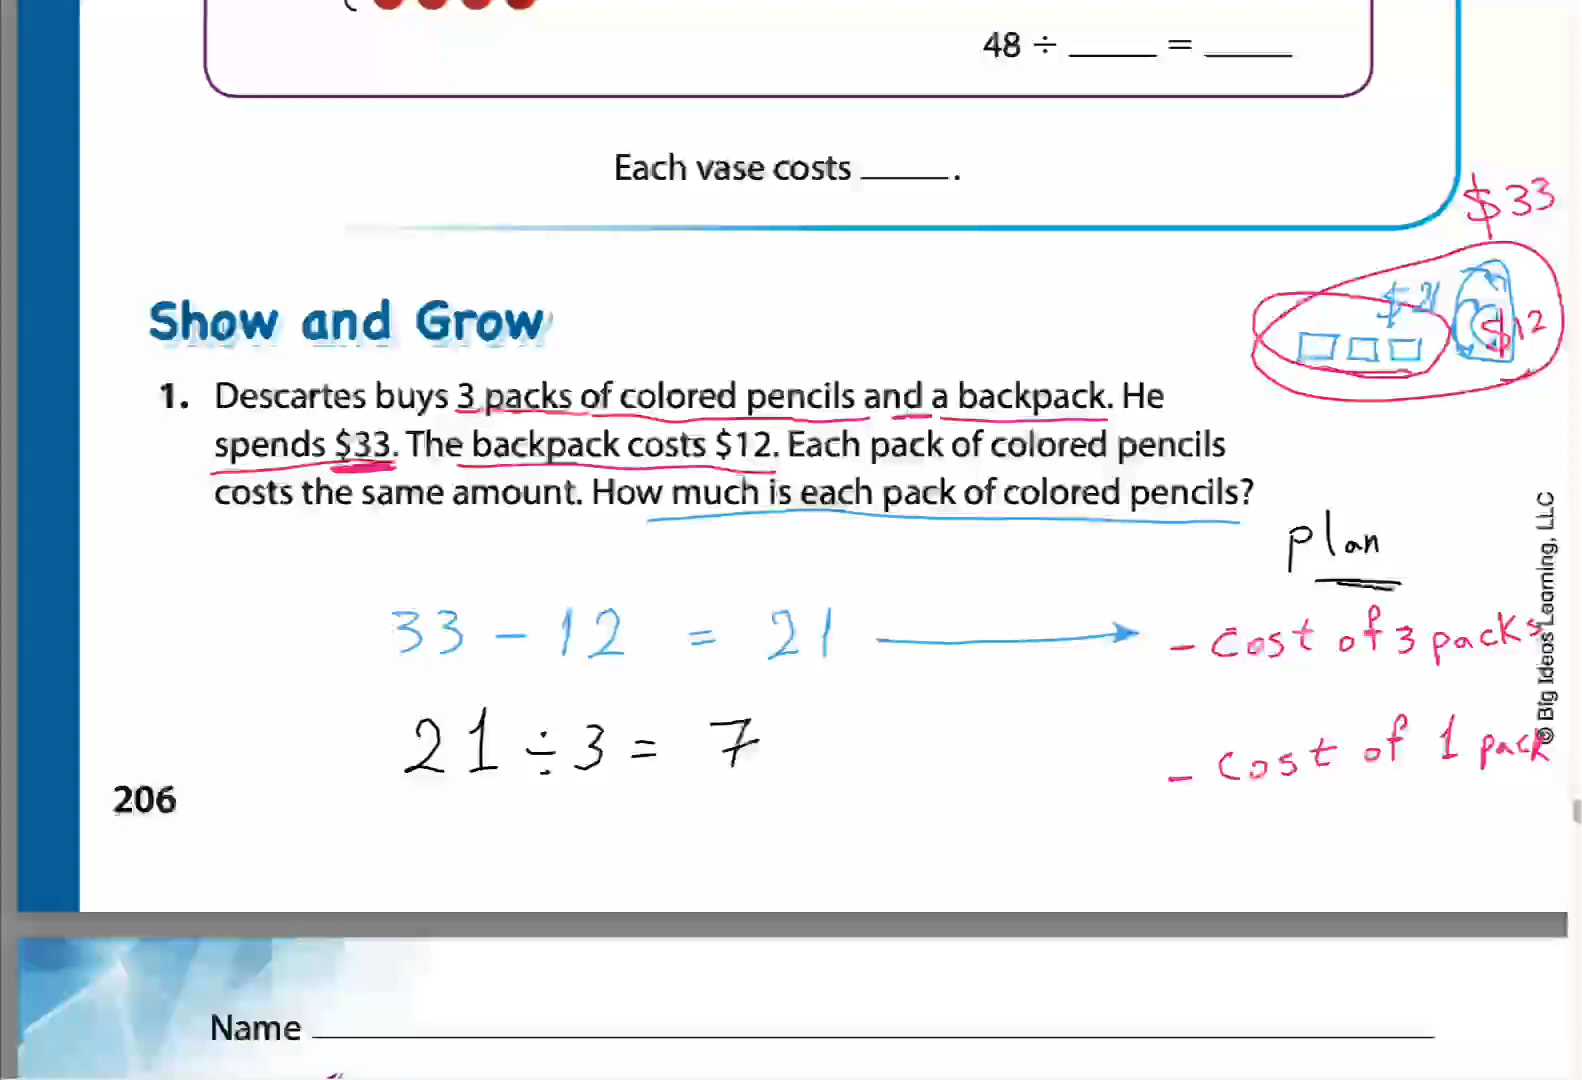 48 ÷ ____ = ____
Each vase costs ____.
$33
$21
$12
Show and Grow
1. Descartes buys 3 packs of colored pencils and a backpack. He
spends $33. The backpack costs $12. Each pack of colored pencils
costs the same amount. How much is each pack of colored pencils?
plan
33 - 12 = 21
- cost of 3 packs
21 ÷ 3 = 7
- cost of 1 pack
© Big Ideas Learning, LLC
206
Name